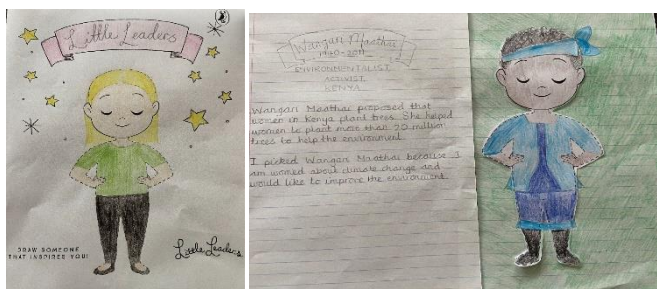 Little Leaders
DRAW SOMEONE
THAT INSPIRES YOU!
Little Leaders
Wangari Maathai
1940-2011
ENVIRONMENTALIST
ACTIVIST
KENYA
Wangari Maathai proposed that
women in Kenya plant trees. She helped
women to plant more than 20 million
trees to help the environment
I picked Wangari Maathai because I
am worried about climate change and
would like to improve the environment.